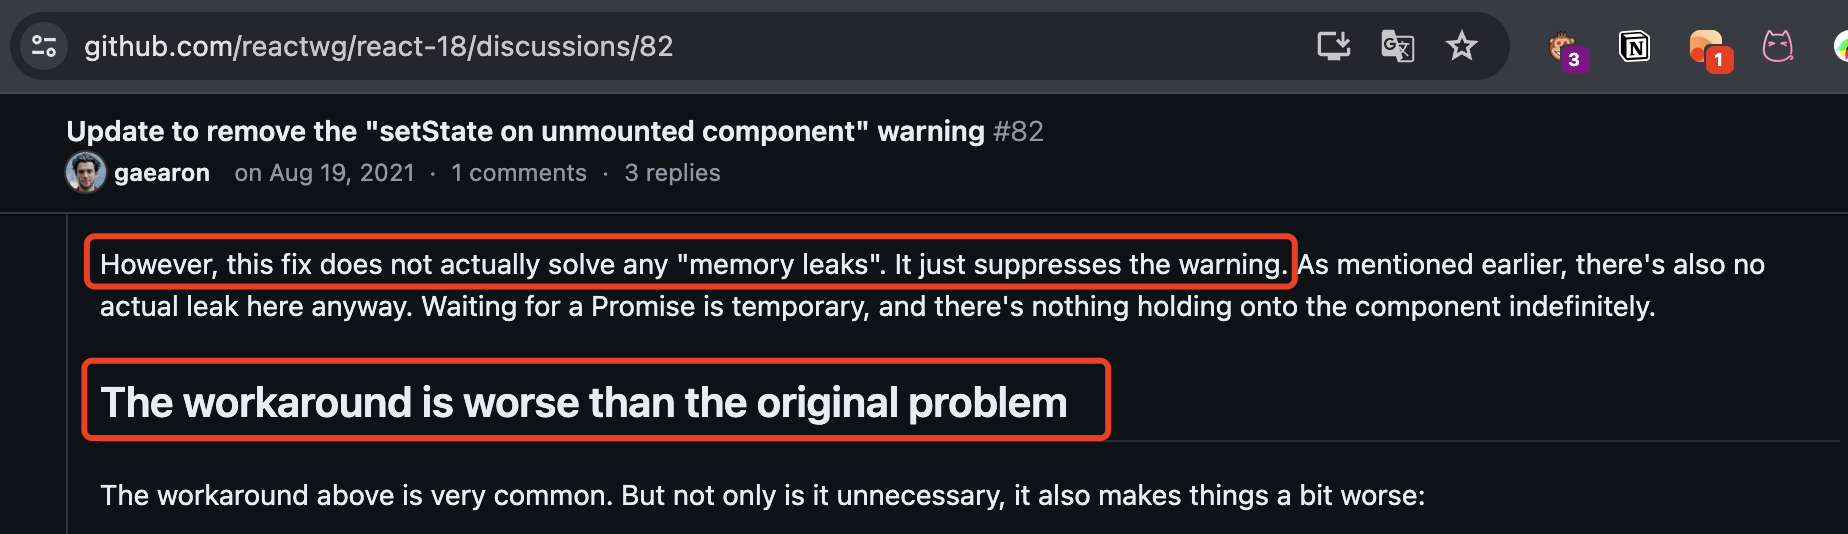 github.com/reactwg/react-18/discussions/82
3
1
Update to remove the "setState on unmounted component" warning #82
gaearon on Aug 19, 2021 · 1 comments · 3 replies
However, this fix does not actually solve any "memory leaks". It just suppresses the warning. As mentioned earlier, there's also no
actual leak here anyway. Waiting for a Promise is temporary, and there's nothing holding onto the component indefinitely.
The workaround is worse than the original problem
The workaround above is very common. But not only is it unnecessary, it also makes things a bit worse: